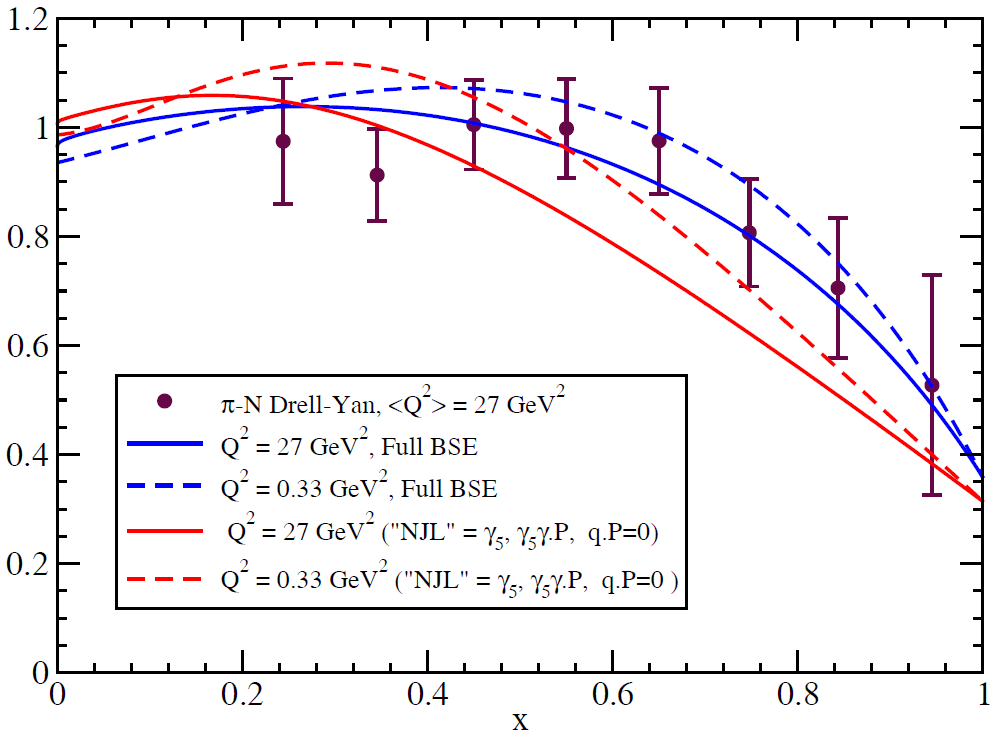 1.2
1
0.8
0.6
0.4
0.2
0
π-N Drell-Yan, <Q²> = 27 GeV²
Q² = 27 GeV², Full BSE
Q² = 0.33 GeV², Full BSE
Q² = 27 GeV² ("NJL" = γ₅, γ₅γ.P, q.P=0)
Q² = 0.33 GeV² ("NJL" = γ₅, γ₅γ.P, q.P=0 )
0 0.2 0.4 0.6 0.8 1
x